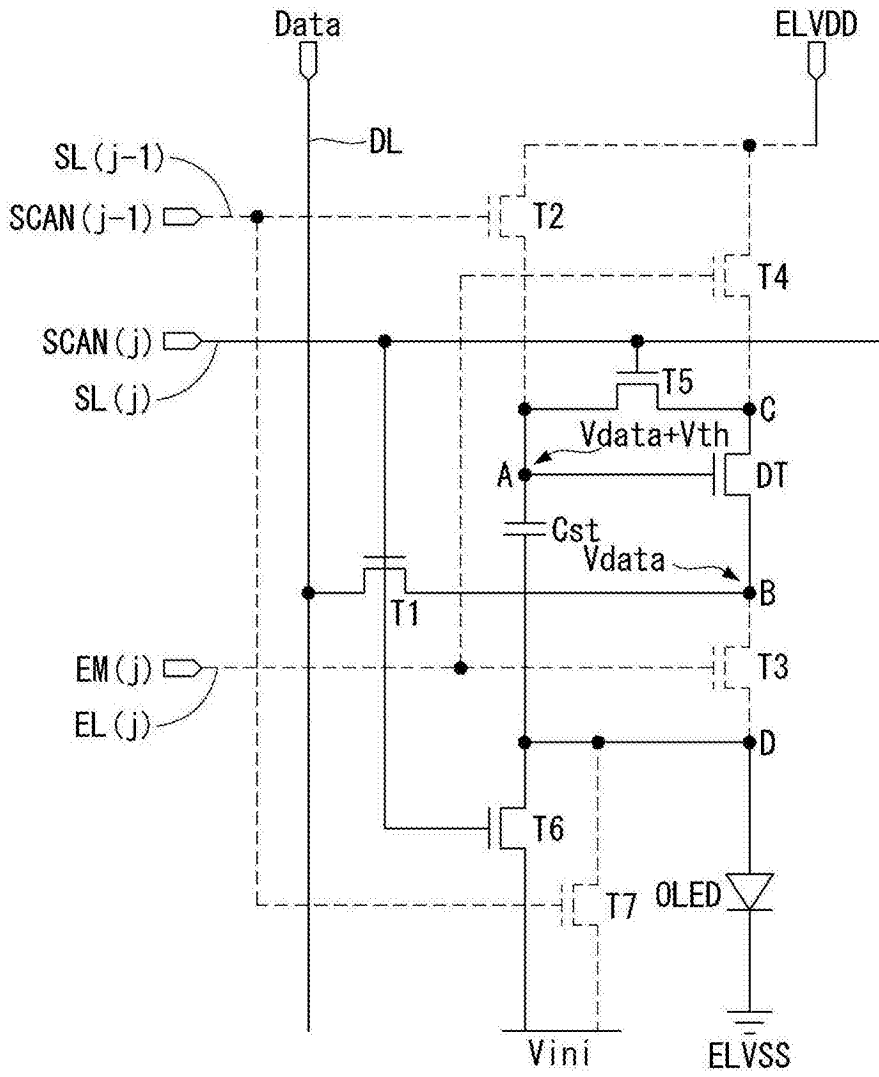 Data
ELVDD
DL
SL(j-1)
SCAN(j-1)
T2
T4
SCAN(j)
SL(j)
T5
C
Vdata+Vth
A
DT
Cst
Vdata
B
T1
EM(j)
T3
EL(j)
D
T6
OLED
T7
Vini
ELVSS